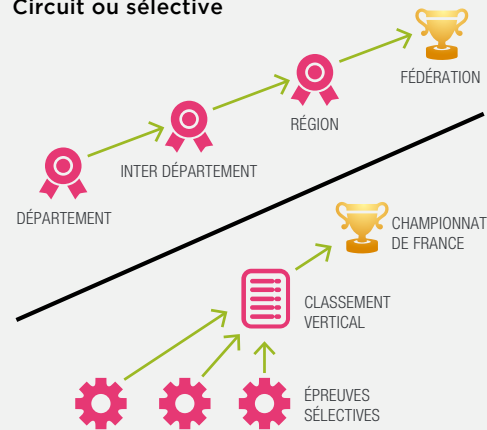 Circuit ou sélective
FÉDÉRATION
RÉGION
INTER DÉPARTEMENT
DÉPARTEMENT
CHAMPIONNAT
DE FRANCE
CLASSEMENT
VERTICAL
ÉPREUVES
SÉLECTIVES